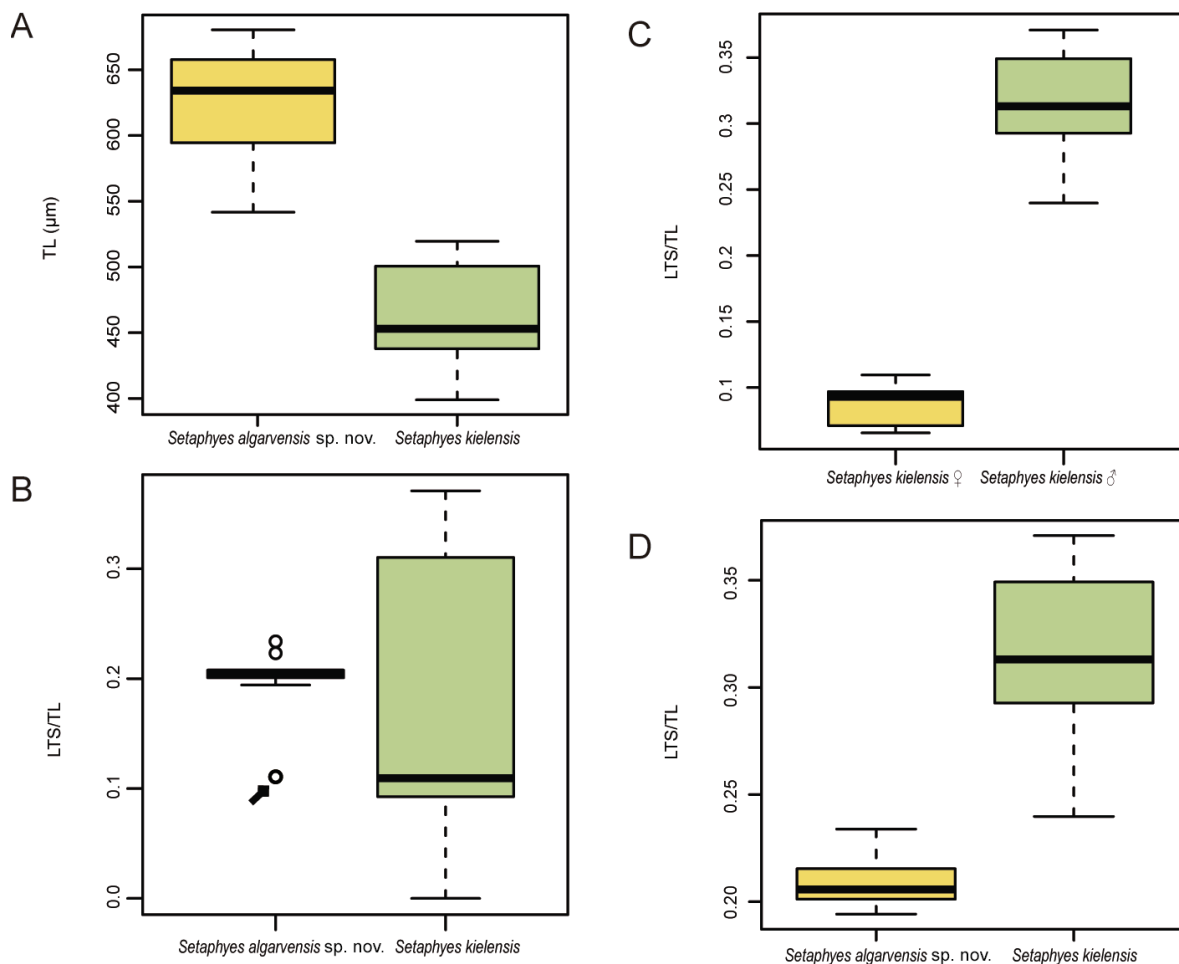 A
TL (µm)
650
600
550
500
450
400
Setaphyes algarvensis sp. nov.
Setaphyes kielensis
B
LTS/TL
0.3
0.2
0.1
0.0
Setaphyes algarvensis sp. nov.
Setaphyes kielensis
C
LTS/TL
0.35
0.3
0.25
0.2
0.15
0.1
Setaphyes kielensis ♀
Setaphyes kielensis ♂
D
LTS/TL
0.35
0.30
0.25
0.20
Setaphyes algarvensis sp. nov.
Setaphyes kielensis